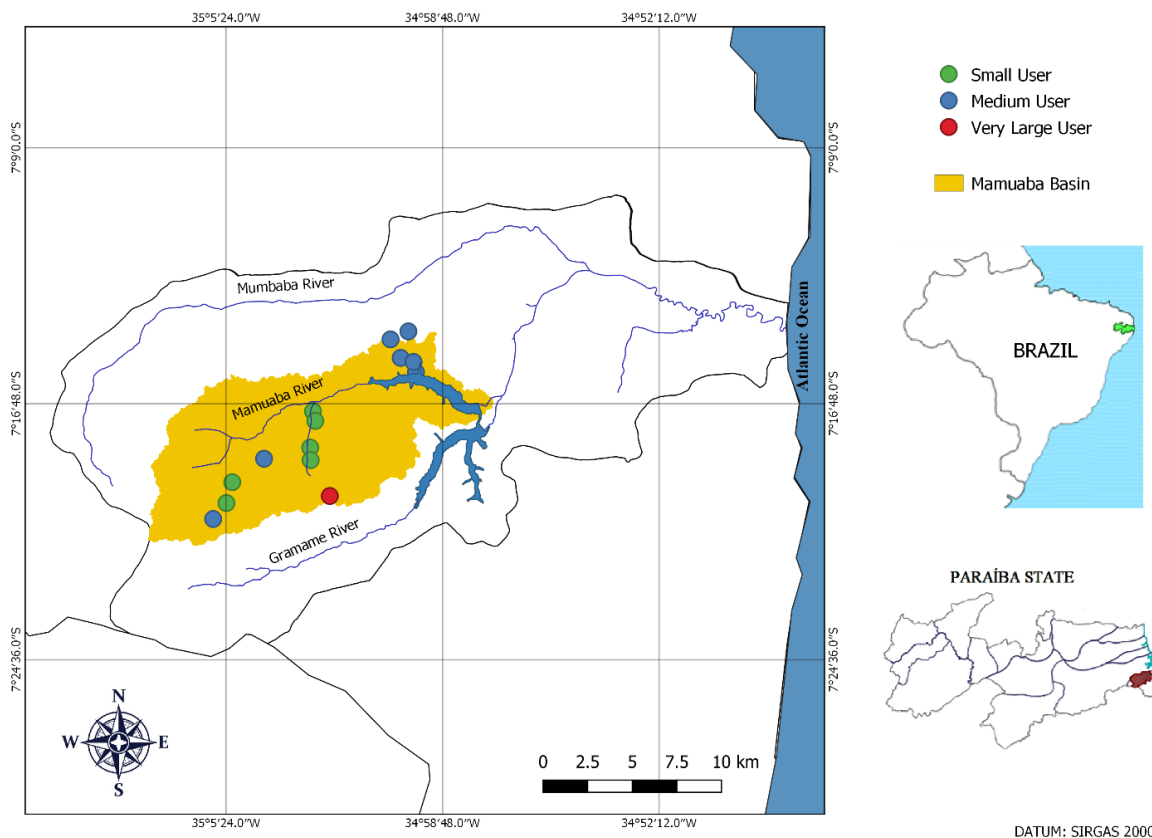 35°5'24.0"W
34°58'48.0"W
34°52'12.0"W
Small User
Medium User
Very Large User
Mamuaba Basin
7°9'0.0"S
7°9'0.0"S
Mumbaba River
Atlantic Ocean
BRAZIL
Mamuaba River
7°16'48.0"S
7°16'48.0"S
Gramame River
PARAÍBA STATE
7°24'36.0"S
7°24'36.0"S
N
W
E
S
0 2.5 5 7.5 10 km
35°5'24.0"W
34°58'48.0"W
34°52'12.0"W
DATUM: SIRGAS 2000